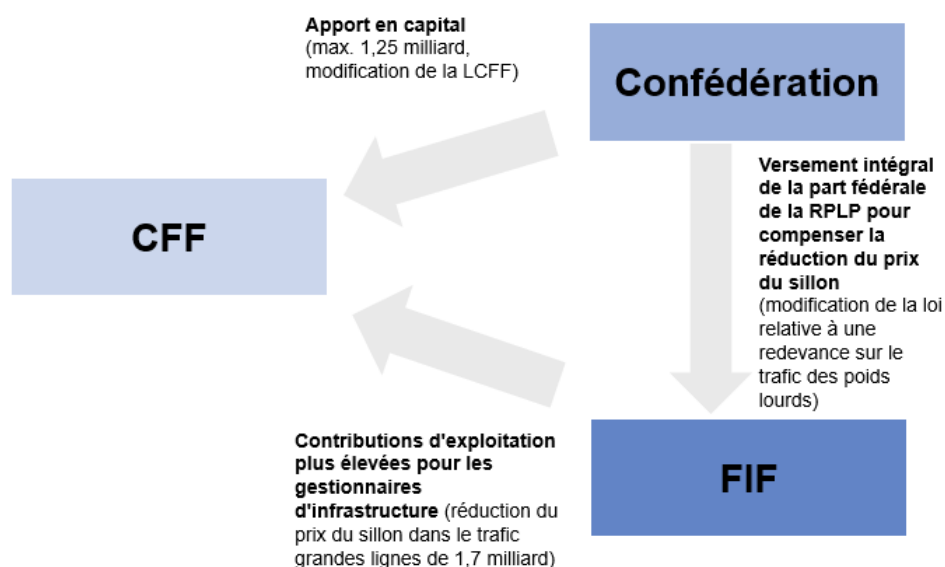 Apport en capital
(max. 1,25 milliard,
modification de la LCFF)
Confédération
CFF
Versement intégral
de la part fédérale
de la RPLP pour
compenser la
réduction du prix
du sillon
(modification de la loi
relative à une
redevance sur le
trafic des poids
lourds)
Contributions d'exploitation
plus élevées pour les
gestionnaires
d'infrastructure (réduction du
prix du sillon dans le trafic
grandes lignes de 1,7 milliard)
FIF